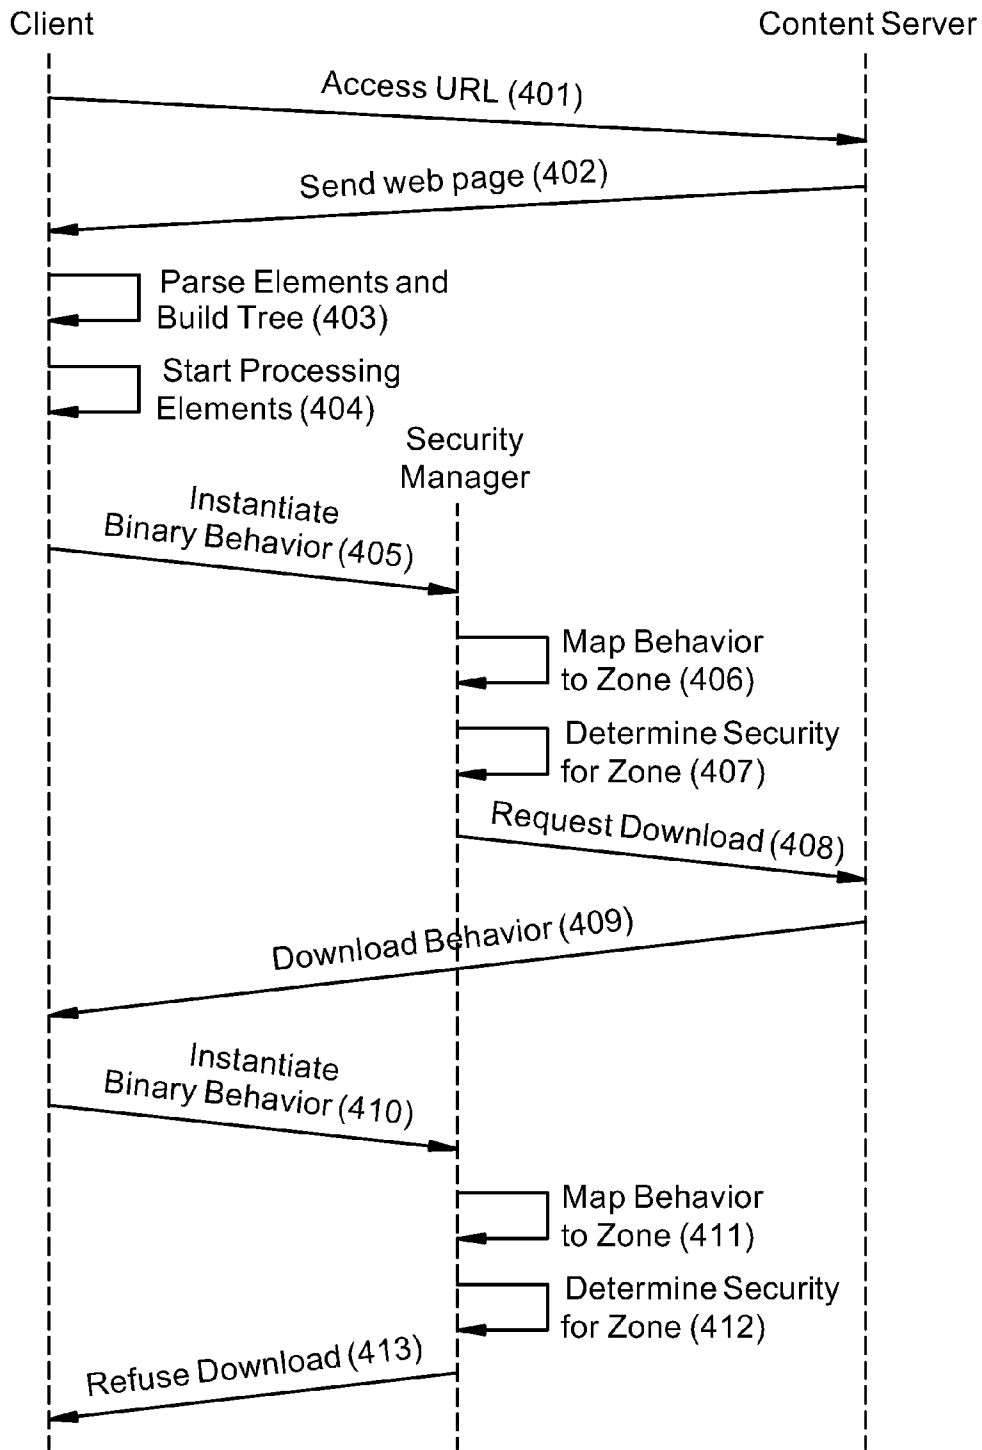 Client
Content Server
Access URL (401)
Send web page (402)
Parse Elements and
Build Tree (403)
Start Processing
Elements (404)
Security
Manager
Instantiate
Binary Behavior (405)
Map Behavior
to Zone (406)
Determine Security
for Zone (407)
Request Download (408)
Download Behavior (409)
Instantiate
Binary Behavior (410)
Map Behavior
to Zone (411)
Determine Security
for Zone (412)
Refuse Download (413)